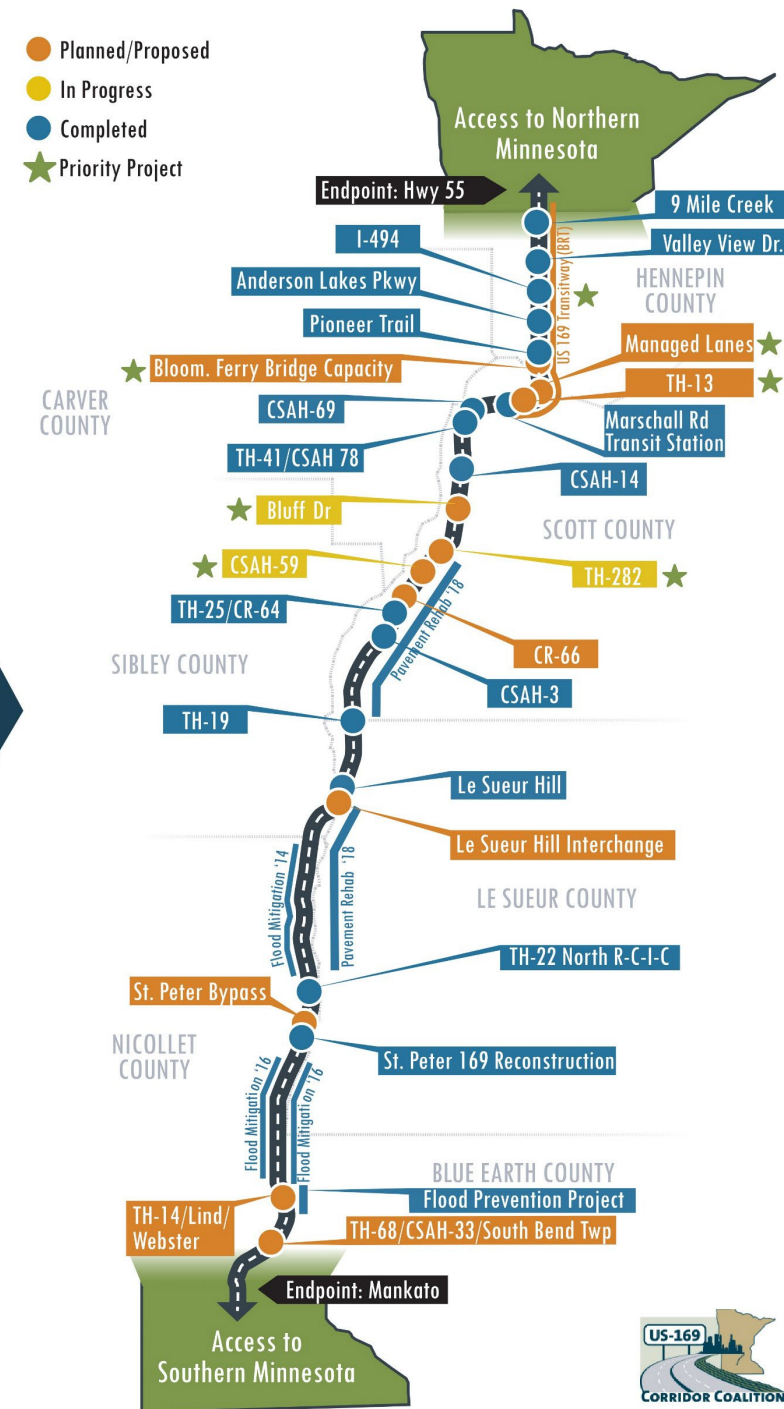 Planned/Proposed
In Progress
Completed
Priority Project
Access to Northern
Minnesota
Endpoint: Hwy 55
9 Mile Creek
I-494
Valley View Dr.
US 169 Transitway (BRT)
HENNEPIN
COUNTY
Anderson Lakes Pkwy
Pioneer Trail
Managed Lanes
Bloom. Ferry Bridge Capacity
TH-13
CARVER
COUNTY
CSAH-69
Marschall Rd
Transit Station
TH-41/CSAH 78
CSAH-14
Bluff Dr
SCOTT COUNTY
CSAH-59
TH-282
TH-25/CR-64
Pavement Rehab '18
CR-66
SIBLEY COUNTY
CSAH-3
TH-19
Le Sueur Hill
Le Sueur Hill Interchange
Flood Mitigation '14
Pavement Rehab '18
LE SUEUR COUNTY
TH-22 North R-C-I-C
St. Peter Bypass
NICOLLET
COUNTY
St. Peter 169 Reconstruction
Flood Mitigation '16
Flood Mitigation '16
BLUE EARTH COUNTY
Flood Prevention Project
TH-14/Lind/
Webster
TH-68/CSAH-33/South Bend Twp
Endpoint: Mankato
Access to
Southern Minnesota
US-169
CORRIDOR COALITION